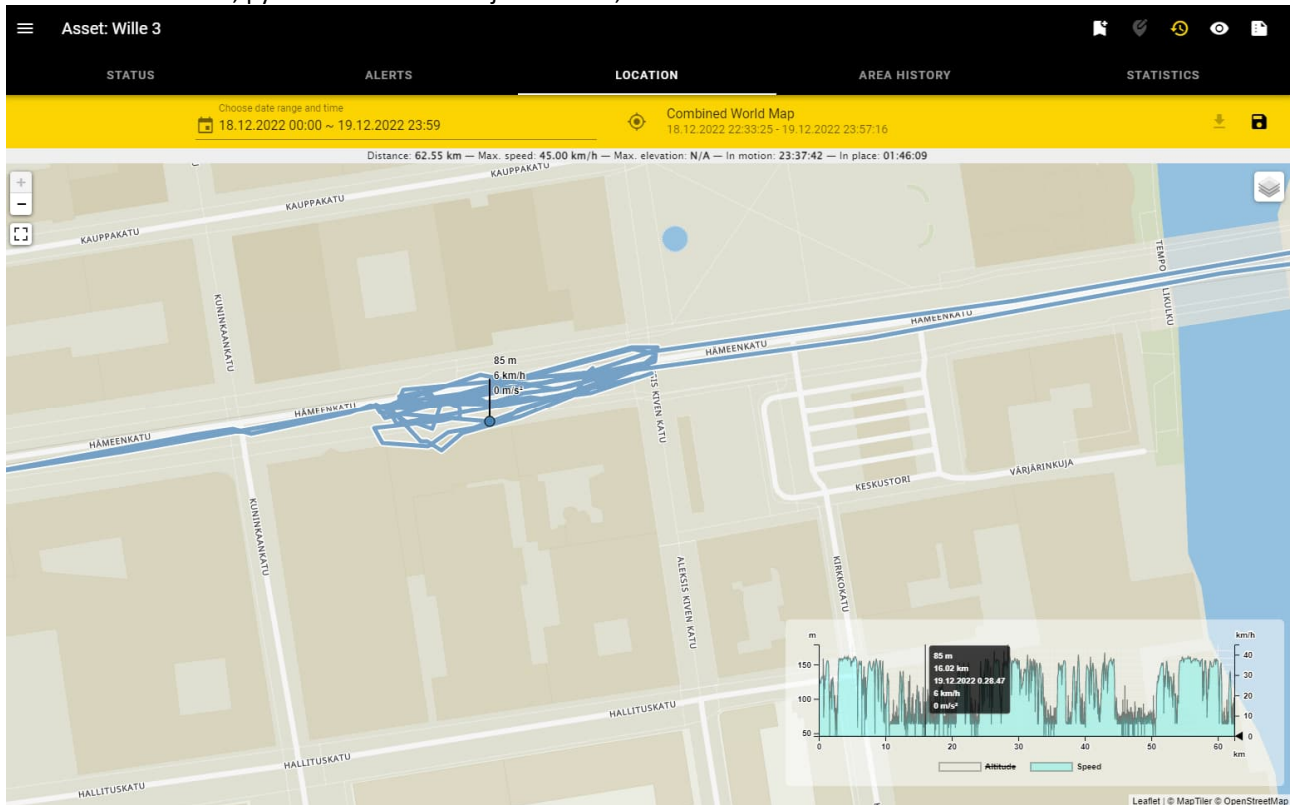 Asset: Wille 3
STATUS
ALERTS
LOCATION
AREA HISTORY
STATISTICS
Choose date range and time
18.12.2022 00:00 ~ 19.12.2022 23:59
Combined World Map
18.12.2022 22:33:25 - 19.12.2022 23:57:16
Distance: 62.55 km — Max. speed: 45.00 km/h — Max. elevation: N/A — In motion: 23:37:42 — In place: 01:46:09
KAUPPAKATU
KAUPPAKATU
KAUPPAKATU
KUNINKAANKATU
HÄMEENKATU
HÄMEENKATU
HÄMEENKATU
HÄMEENKATU
LIKULKU
85 m
6 km/h
0 m/s²
SIS KIVEN KATU
KUNINKAANKATU
ALEKSIS KIVEN KATU
KESKUSTORI
VÄRJÄRINKUJA
KIRKKOKATU
HALLITUSKATU
HALLITUSKATU
HALLITUSKATU
m
km/h
150
100
50
40
30
20
10
0
85 m
16.02 km
19.12.2022 0.28.47
6 km/h
0 m/s²
0 10 20 30 40 50 60
km
Altitude
Speed
Leaflet | © MapTiler © OpenStreetMap